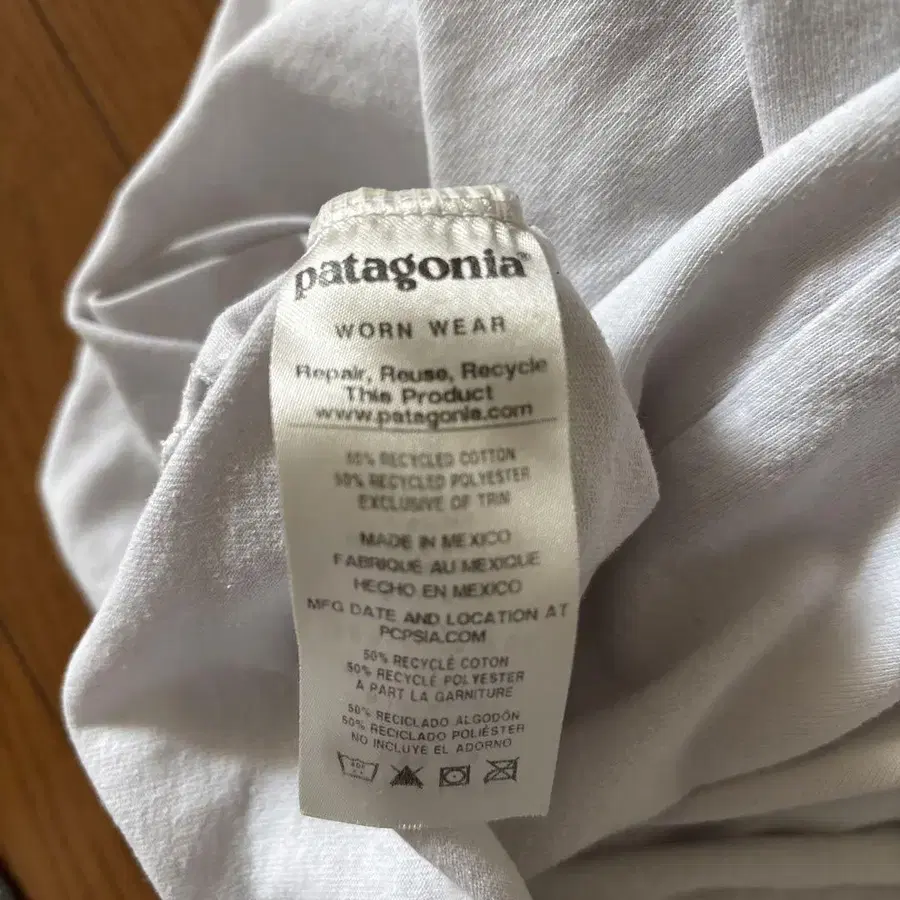 patagonia™
WORN WEAR
Repair, Reuse, Recycle
This Product
www.patagonia.com
50% RECYCLED COTTON
50% RECYCLED POLYESTER
EXCLUSIVE OF TRIM
MADE IN MEXICO
FABRIQUÉ AU MEXIQUE
HECHO EN MEXICO
MFG DATE AND LOCATION AT
PCPSIA.COM
50% RECYCLÉ COTON
50% RECYCLÉ POLYESTER
À PART LA GARNITURE
50% RECICLADO ALGODÓN
50% RECICLADO POLIÉSTER
NO INCLUYE EL ADORNO